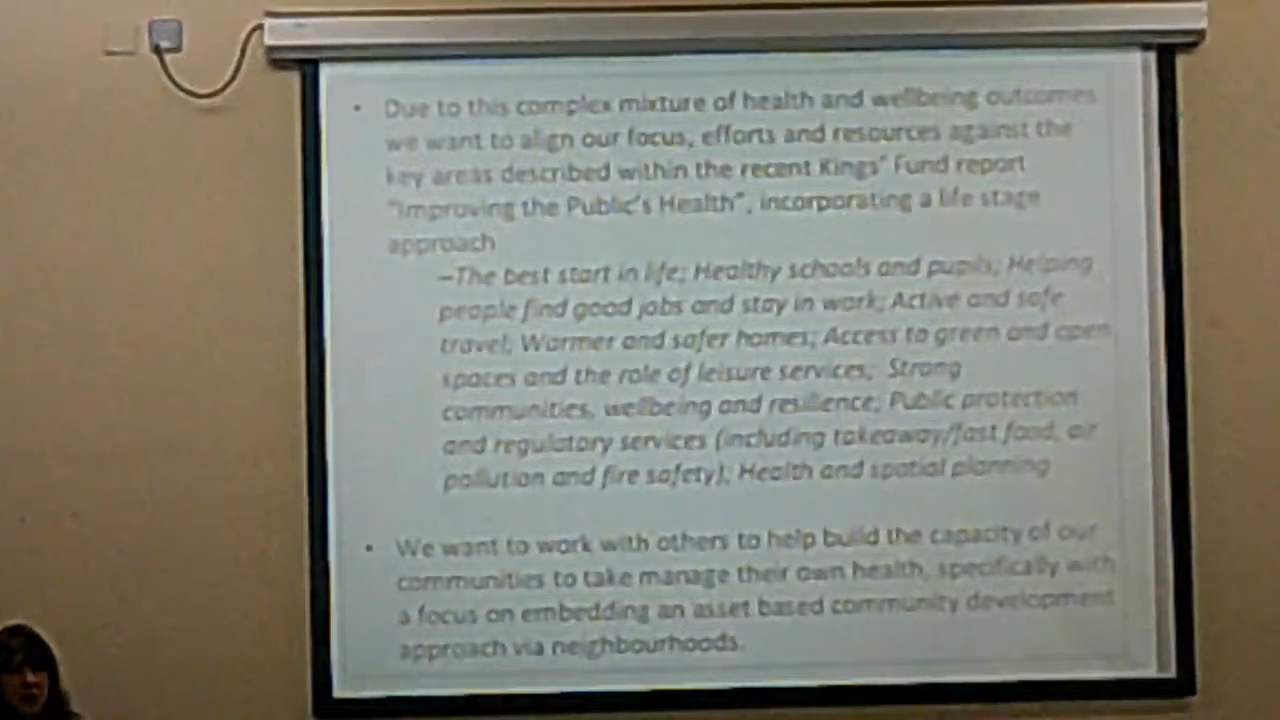 • Due to this complex mixture of health and wellbeing outcomes
we want to align our focus, efforts and resources against the
key areas described within the recent Kings' Fund report
"Improving the Public's Health", incorporating a life stage
approach
–The best start in life; Healthy schools and pupils; Helping
people find good jobs and stay in work; Active and safe
travel; Warmer and safer homes; Access to green and open
spaces and the role of leisure services; Strong
communities, wellbeing and resilience; Public protection
and regulatory services (including takeaway/fast food, air
pollution and fire safety); Health and spatial planning
• We want to work with others to help build the capacity of our
communities to take manage their own health, specifically with
a focus on embedding an asset based community development
approach via neighbourhoods.